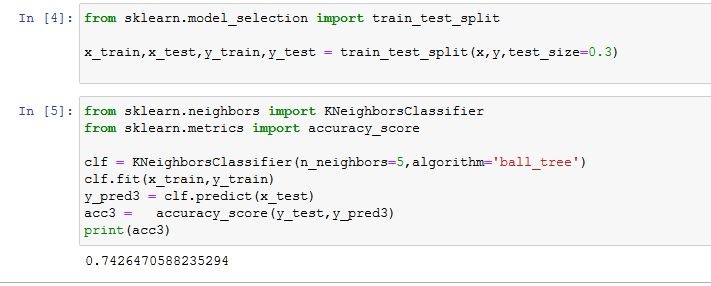 In [4]: from sklearn.model_selection import train_test_split
x_train,x_test,y_train,y_test = train_test_split(x,y,test_size=0.3)
In [5]: from sklearn.neighbors import KNeighborsClassifier
from sklearn.metrics import accuracy_score
clf = KNeighborsClassifier(n_neighbors=5,algorithm='ball_tree')
clf.fit(x_train,y_train)
y_pred3 = clf.predict(x_test)
acc3 =   accuracy_score(y_test,y_pred3)
print(acc3)
0.7426470588235294